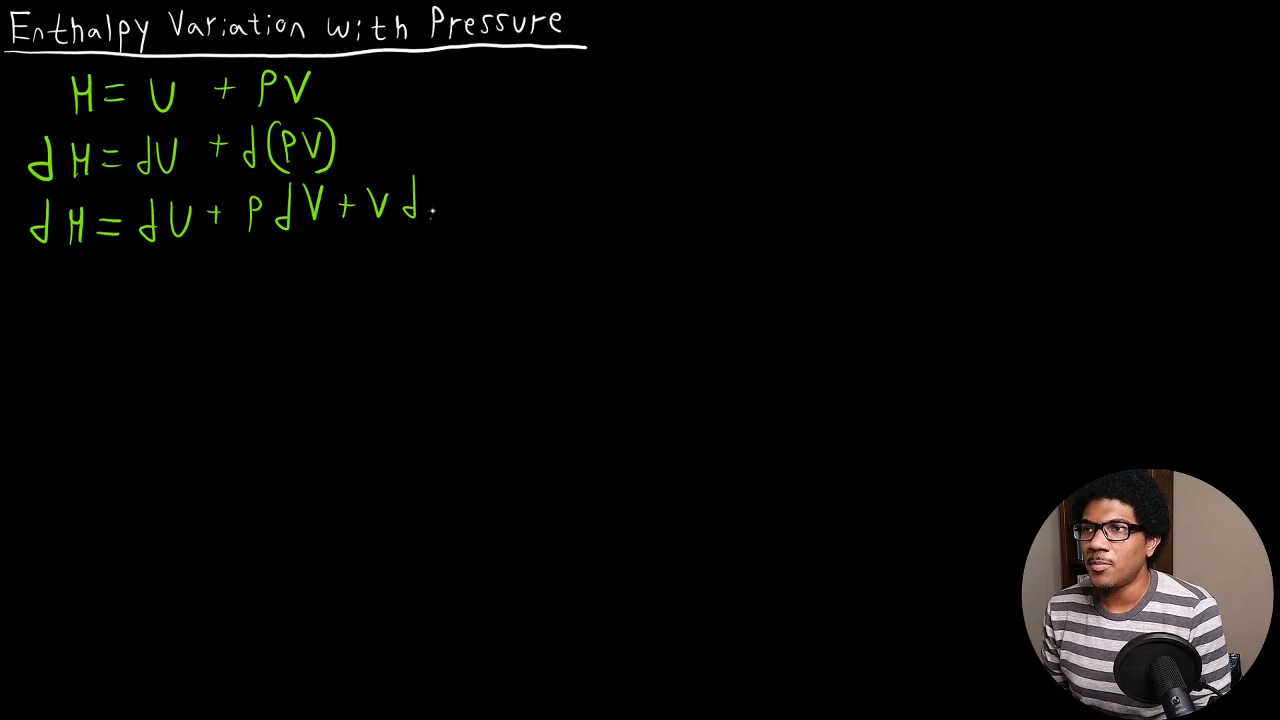 Enthalpy Variation with Pressure
H = U + PV
dH = dU + d(PV)
dH = dU + PdV + Vd